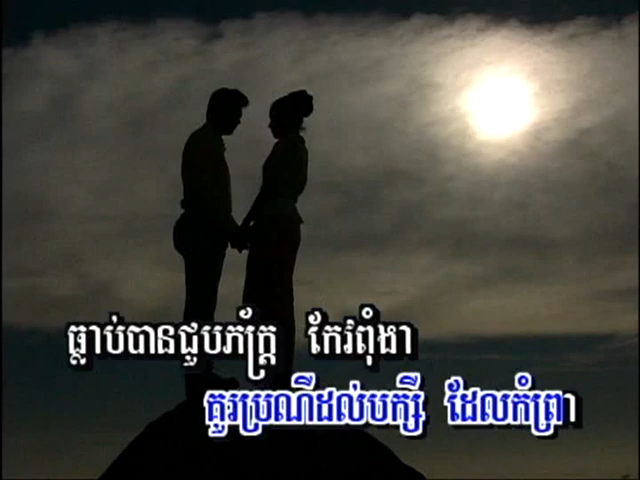 ធ្លាប់បានជួបភ័ក្ត្រ កែវពុំងា
គួរប្រណីដល់បក្សី ដែលកំព្រា